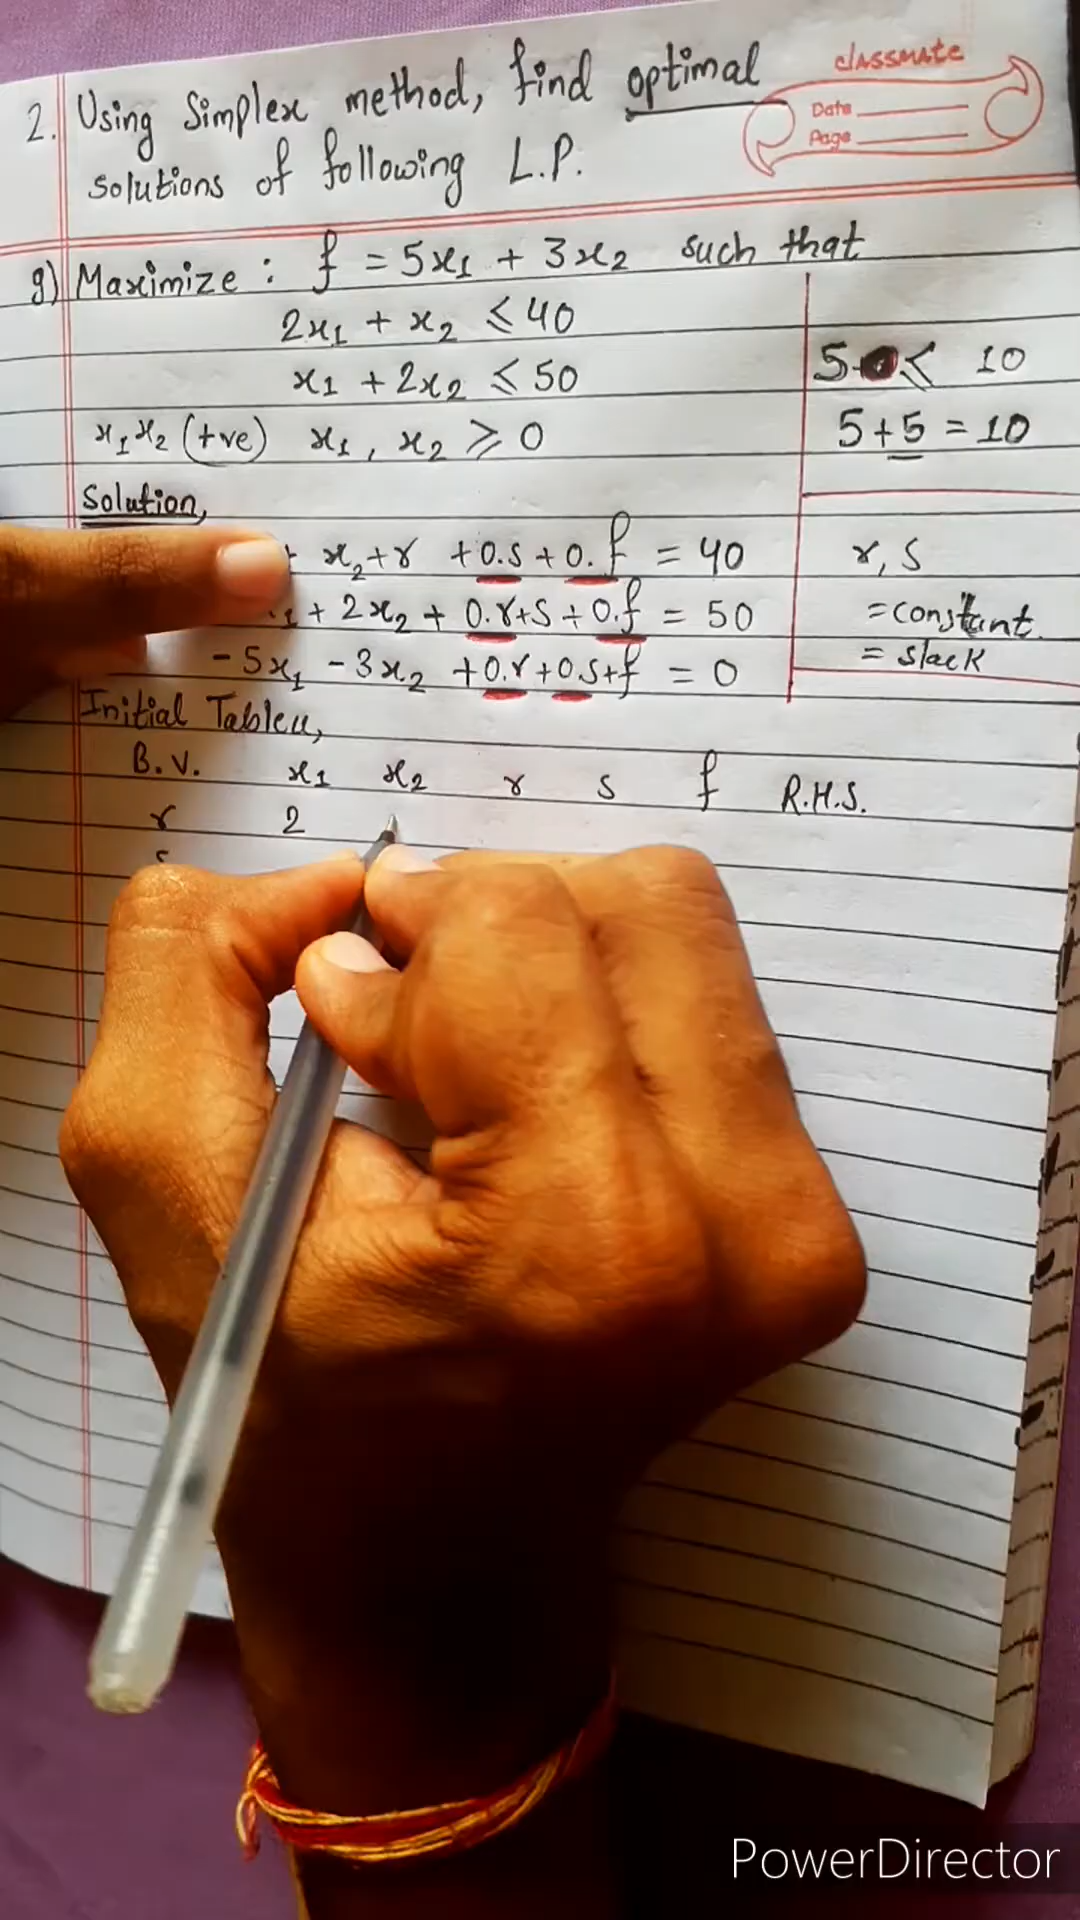 classmate
Date
Page
2. Using Simplex method, find optimal
solutions of following L.P.
g) Maximize : f = 5x₁ + 3x₂ such that
2x₁ + x₂ ⩽ 40
x₁ + 2x₂ ⩽ 50
x₁x₂ (+ve) x₁, x₂ ⩾ 0
5 ⩽ 10
5+5 = 10
Solution,
+ x₂ + r + 0.s + 0.f = 40
x₁ + 2x₂ + 0.r+s + 0.f = 50
-5x₁ - 3x₂ + 0.r + 0.s + f = 0
r, s
= constant
= slack
Initial Tableu,
B.V. x₁ x₂ r s f R.H.S.
r 2
s
PowerDirector